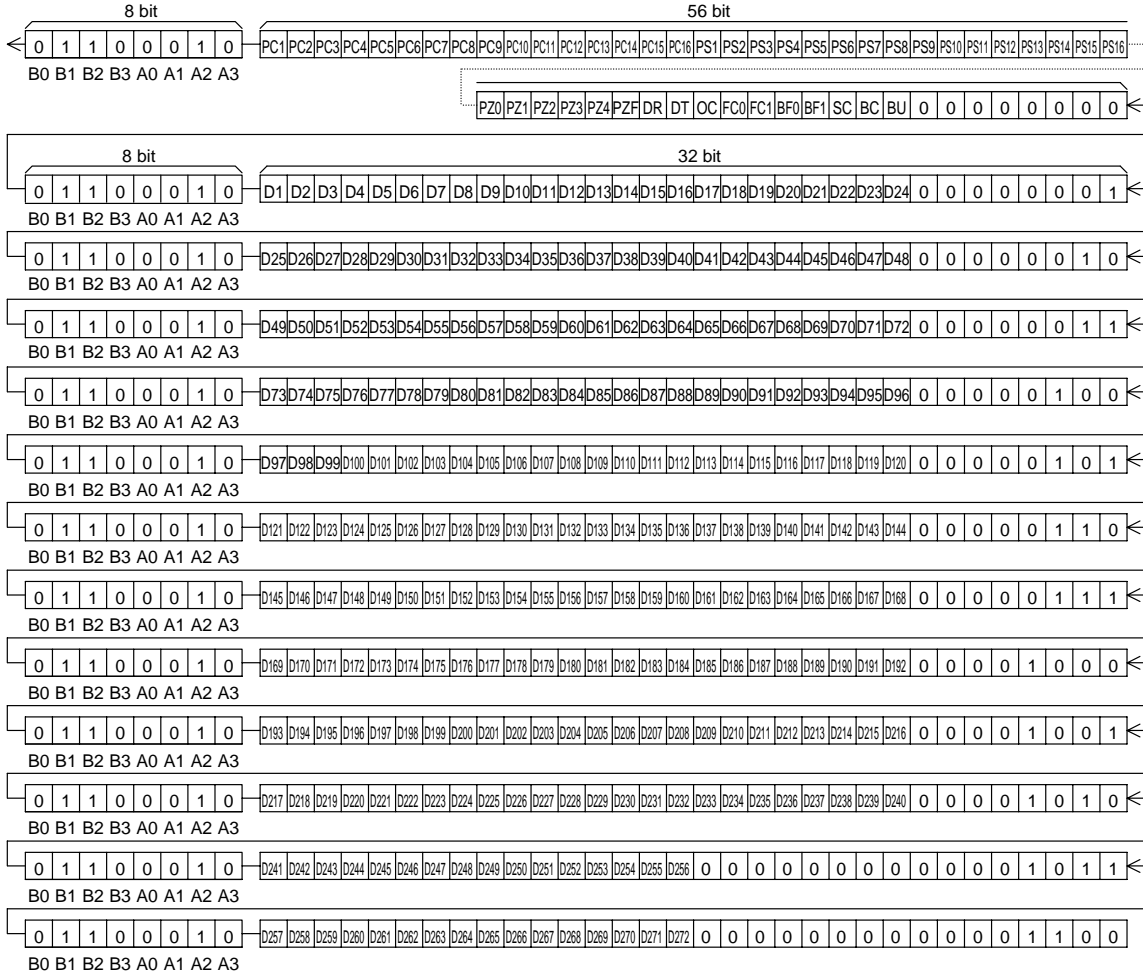 8 bit 56 bit
0 1 1 0 0 0 1 0 PC1 PC2 PC3 PC4 PC5 PC6 PC7 PC8 PC9 PC10 PC11 PC12 PC13 PC14 PC15 PC16 PS1 PS2 PS3 PS4 PS5 PS6 PS7 PS8 PS9 PS10 PS11 PS12 PS13 PS14 PS15 PS16
B0 B1 B2 B3 A0 A1 A2 A3
PZ0 PZ1 PZ2 PZ3 PZ4 PZF DR DT OC FC0 FC1 BF0 BF1 SC BC BU 0 0 0 0 0 0 0 0
8 bit 32 bit
0 1 1 0 0 0 1 0 D1 D2 D3 D4 D5 D6 D7 D8 D9 D10 D11 D12 D13 D14 D15 D16 D17 D18 D19 D20 D21 D22 D23 D24 0 0 0 0 0 0 0 1
B0 B1 B2 B3 A0 A1 A2 A3
0 1 1 0 0 0 1 0 D25 D26 D27 D28 D29 D30 D31 D32 D33 D34 D35 D36 D37 D38 D39 D40 D41 D42 D43 D44 D45 D46 D47 D48 0 0 0 0 0 0 1 0
B0 B1 B2 B3 A0 A1 A2 A3
0 1 1 0 0 0 1 0 D49 D50 D51 D52 D53 D54 D55 D56 D57 D58 D59 D60 D61 D62 D63 D64 D65 D66 D67 D68 D69 D70 D71 D72 0 0 0 0 0 0 1 1
B0 B1 B2 B3 A0 A1 A2 A3
0 1 1 0 0 0 1 0 D73 D74 D75 D76 D77 D78 D79 D80 D81 D82 D83 D84 D85 D86 D87 D88 D89 D90 D91 D92 D93 D94 D95 D96 0 0 0 0 0 1 0 0
B0 B1 B2 B3 A0 A1 A2 A3
0 1 1 0 0 0 1 0 D97 D98 D99 D100 D101 D102 D103 D104 D105 D106 D107 D108 D109 D110 D111 D112 D113 D114 D115 D116 D117 D118 D119 D120 0 0 0 0 0 1 0 1
B0 B1 B2 B3 A0 A1 A2 A3
0 1 1 0 0 0 1 0 D121 D122 D123 D124 D125 D126 D127 D128 D129 D130 D131 D132 D133 D134 D135 D136 D137 D138 D139 D140 D141 D142 D143 D144 0 0 0 0 0 1 1 0
B0 B1 B2 B3 A0 A1 A2 A3
0 1 1 0 0 0 1 0 D145 D146 D147 D148 D149 D150 D151 D152 D153 D154 D155 D156 D157 D158 D159 D160 D161 D162 D163 D164 D165 D166 D167 D168 0 0 0 0 0 1 1 1
B0 B1 B2 B3 A0 A1 A2 A3
0 1 1 0 0 0 1 0 D169 D170 D171 D172 D173 D174 D175 D176 D177 D178 D179 D180 D181 D182 D183 D184 D185 D186 D187 D188 D189 D190 D191 D192 0 0 0 0 1 0 0 0
B0 B1 B2 B3 A0 A1 A2 A3
0 1 1 0 0 0 1 0 D193 D194 D195 D196 D197 D198 D199 D200 D201 D202 D203 D204 D205 D206 D207 D208 D209 D210 D211 D212 D213 D214 D215 D216 0 0 0 0 1 0 0 1
B0 B1 B2 B3 A0 A1 A2 A3
0 1 1 0 0 0 1 0 D217 D218 D219 D220 D221 D222 D223 D224 D225 D226 D227 D228 D229 D230 D231 D232 D233 D234 D235 D236 D237 D238 D239 D240 0 0 0 0 1 0 1 0
B0 B1 B2 B3 A0 A1 A2 A3
0 1 1 0 0 0 1 0 D241 D242 D243 D244 D245 D246 D247 D248 D249 D250 D251 D252 D253 D254 D255 D256 0 0 0 0 0 0 0 0 0 0 0 0 1 0 1 1
B0 B1 B2 B3 A0 A1 A2 A3
0 1 1 0 0 0 1 0 D257 D258 D259 D260 D261 D262 D263 D264 D265 D266 D267 D268 D269 D270 D271 D272 0 0 0 0 0 0 0 0 0 0 0 0 1 1 0 0
B0 B1 B2 B3 A0 A1 A2 A3